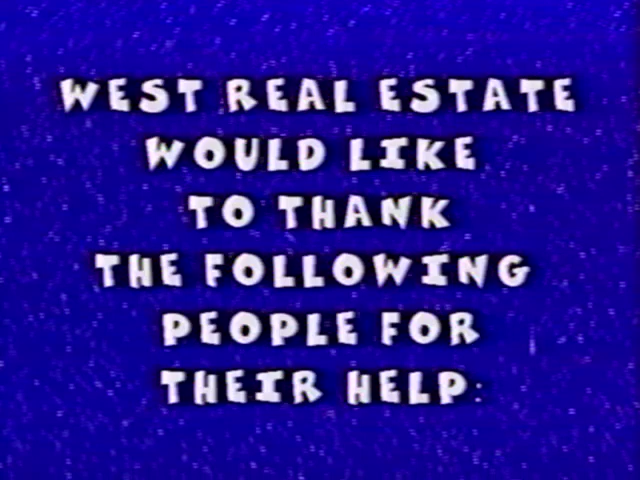 WEST REAL ESTATE
WOULD LIKE
TO THANK
THE FOLLOWING
PEOPLE FOR
THEIR HELP: